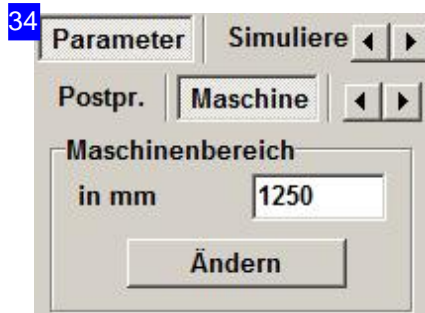 34
Parameter Simuliere
Postpr. Maschine
Maschinenbereich
in mm 1250
Ändern